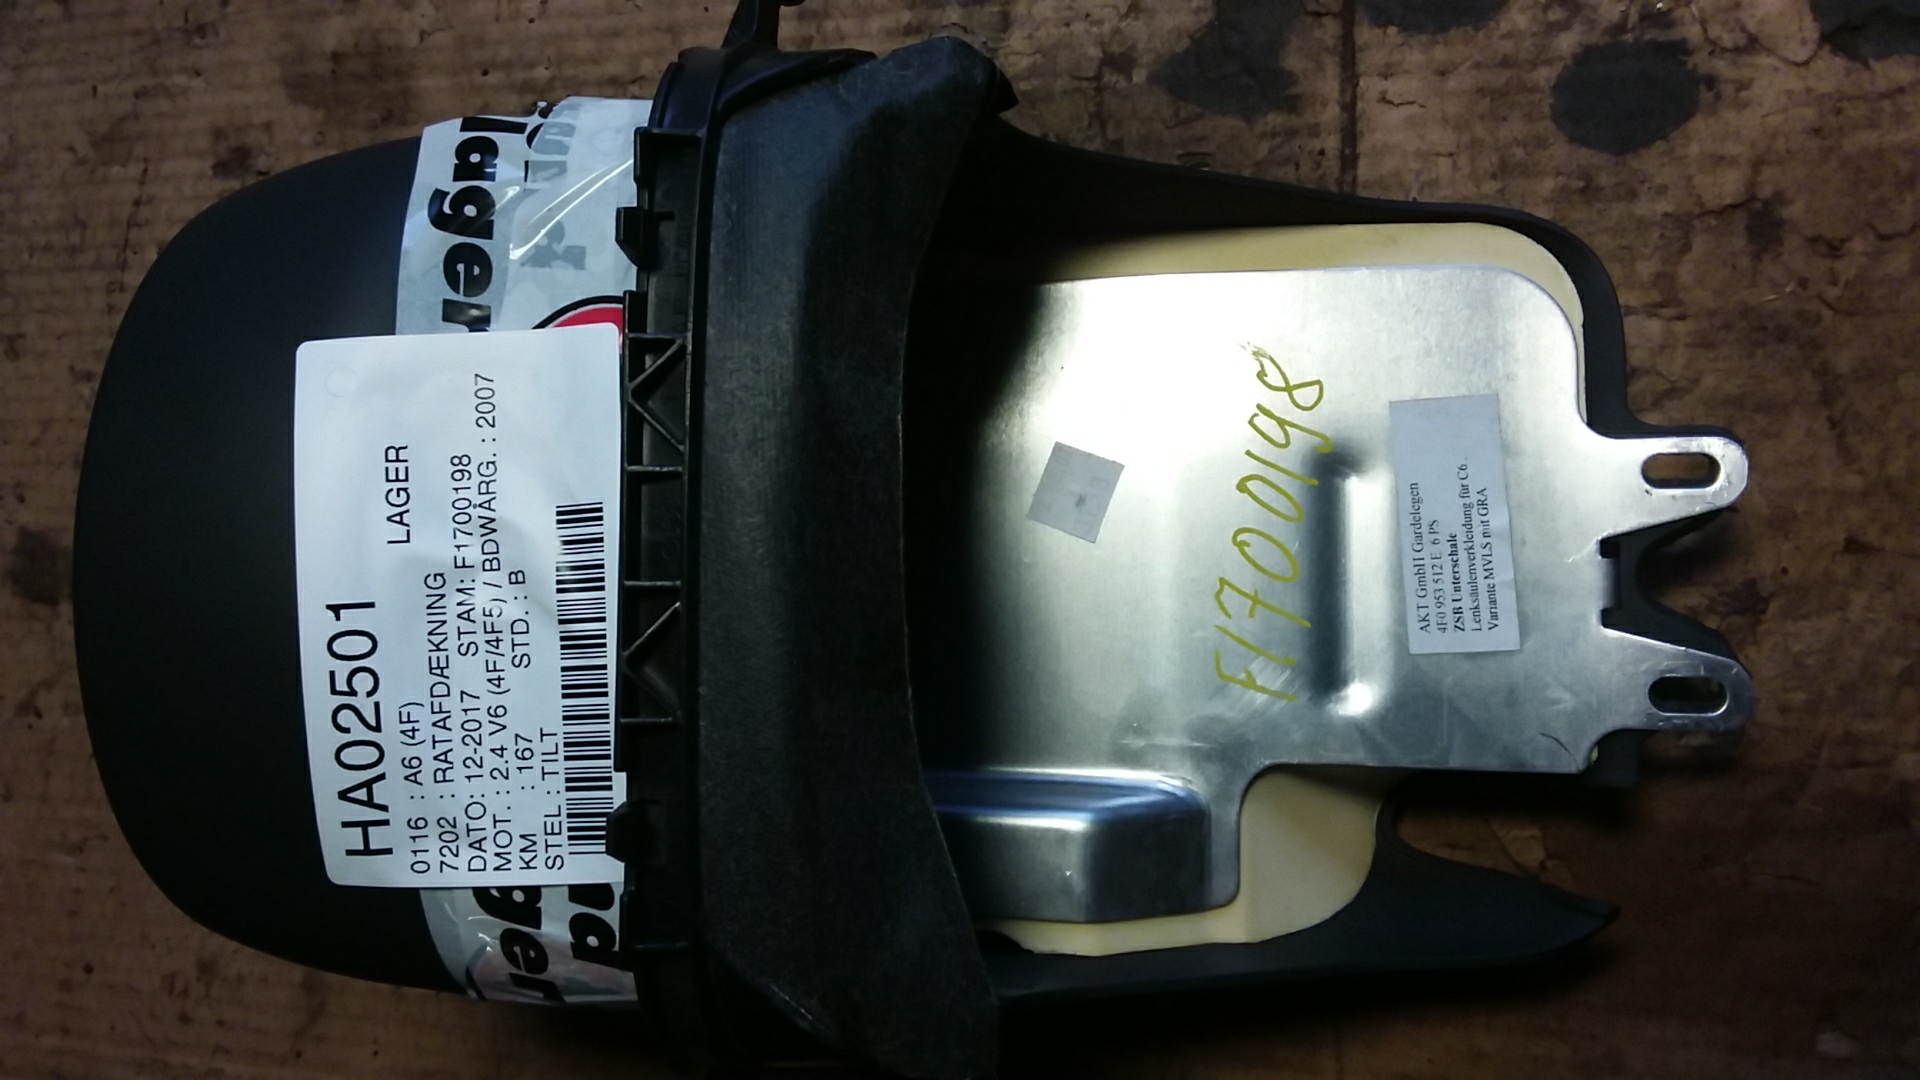 HA02501
0116 : A6 (4F) LAGER
7202 : RATAFDÆKNING
DATO: 12-2017 STAM: F1700198
MOT. : 2.4 V6 (4F/4F5) / BDWÅRG. : 2007
KM : 167 STD. : B
STEL : TILT
lager
lager
F1700198
AKT GmbH Gardelegen
4F0 953 512 E 6 PS
ZSB Unterschale
Lenksäulenverkleidung für C6
Variante MVLS mit GRA